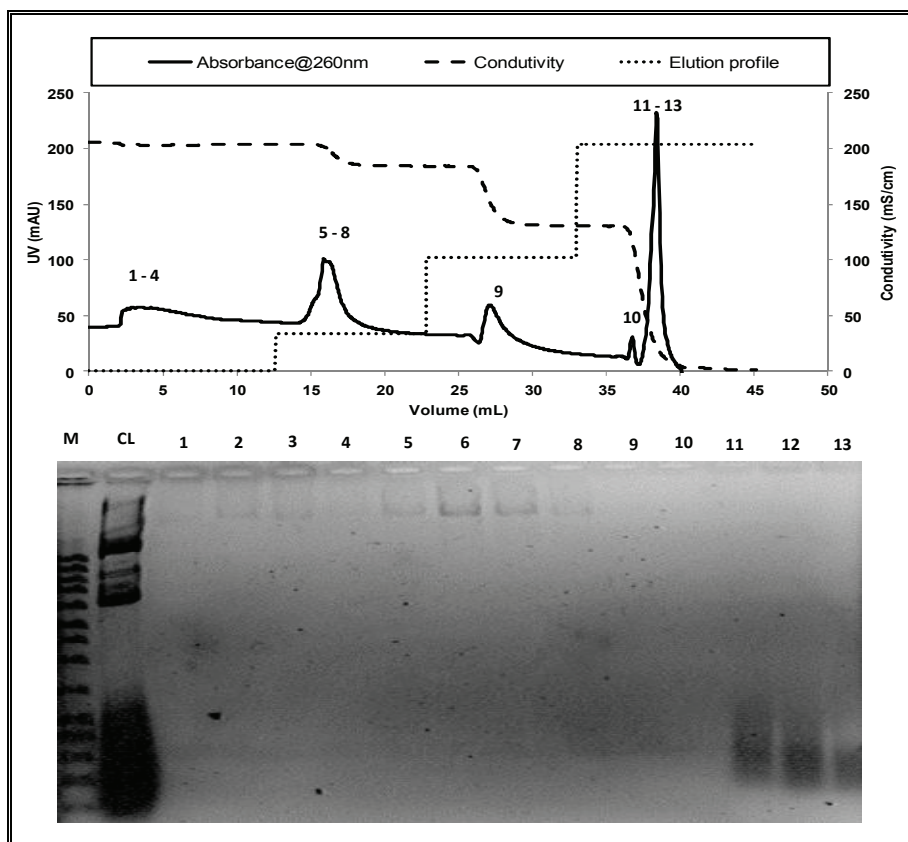 Absorbance@260nm Condutivity Elution profile
250 250
200 200
150 150
100 100
50 50
0 0
UV (mAU)
Condutivity (mS/cm)
1 - 4
5 - 8
9
10
11 - 13
0 5 10 15 20 25 30 35 40 45 50
Volume (mL)
M CL 1 2 3 4 5 6 7 8 9 10 11 12 13